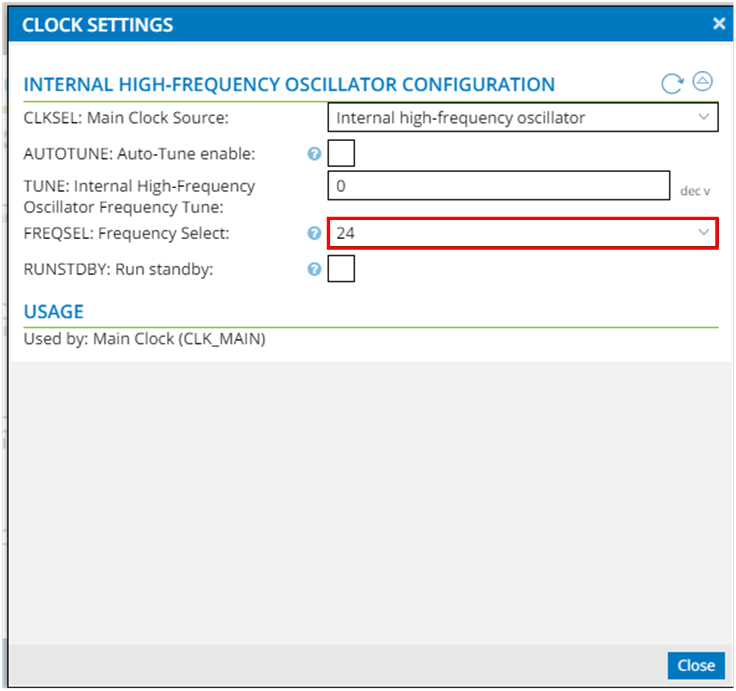 CLOCK SETTINGS
INTERNAL HIGH-FREQUENCY OSCILLATOR CONFIGURATION
CLKSEL: Main Clock Source:
Internal high-frequency oscillator
AUTOTUNE: Auto-Tune enable:
TUNE: Internal High-Frequency
Oscillator Frequency Tune:
0
dec v
FREQSEL: Frequency Select:
24
RUNSTDBY: Run standby:
USAGE
Used by: Main Clock (CLK_MAIN)
Close